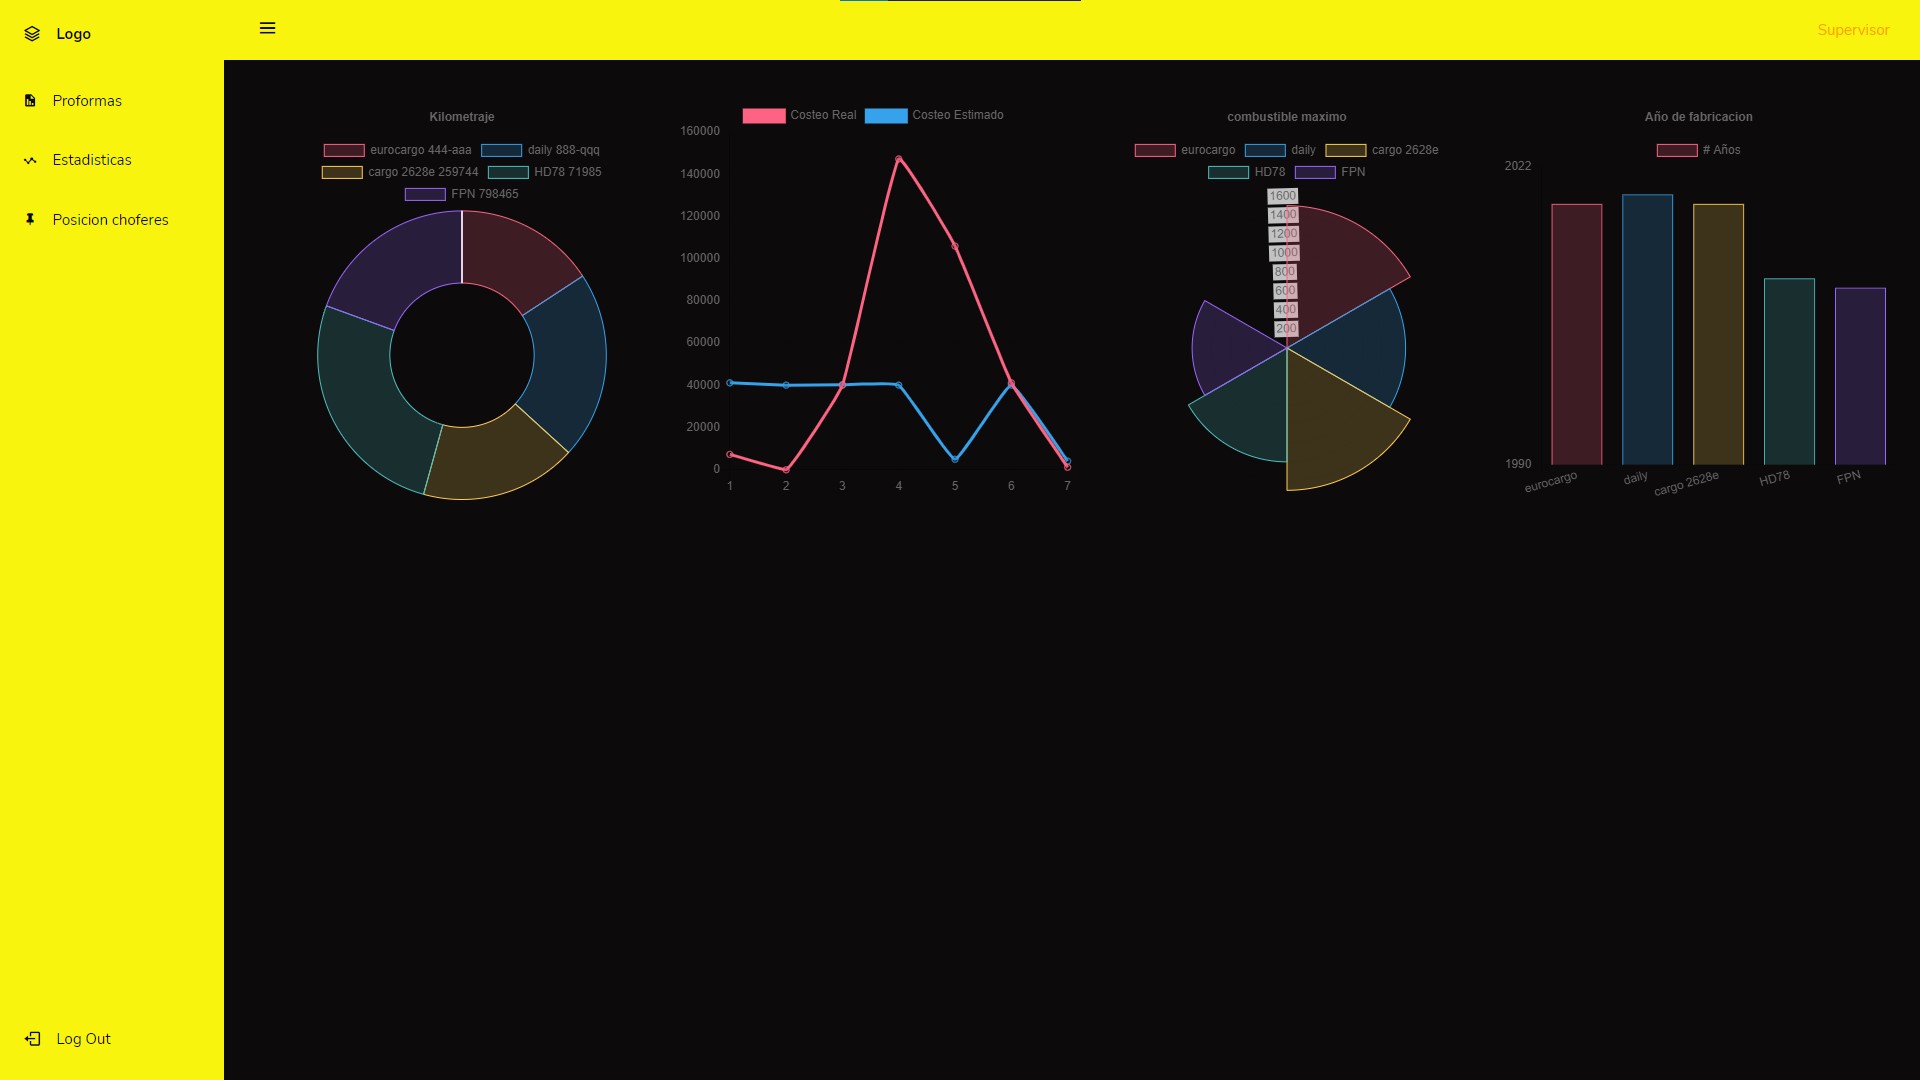 Logo
Supervisor
Proformas
Estadisticas
Posicion choferes
Log Out
Kilometraje
eurocargo 444-aaa daily 888-qqq
cargo 2628e 259744 HD78 71985
FPN 798465
Costeo Real Costeo Estimado
160000
140000
120000
100000
80000
60000
40000
20000
0
1 2 3 4 5 6 7
combustible maximo
eurocargo daily cargo 2628e
HD78 FPN
1600
1400
1200
1000
800
600
400
200
Año de fabricacion
# Años
2022
1990
eurocargo daily cargo 2628e HD78 FPN